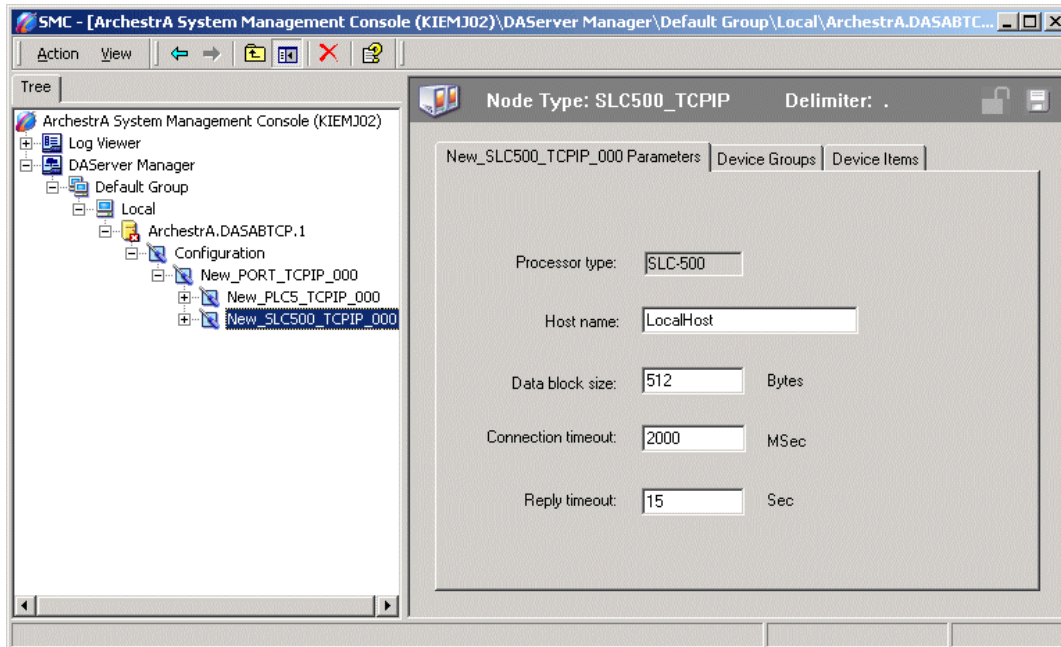 SMC - [ArchestrA System Management Console (KIEMJ02)\DAServer Manager\Default Group\Local\ArchestrA.DASABTC...
Action View
Tree
ArchestrA System Management Console (KIEMJ02)
Log Viewer
DAServer Manager
Default Group
Local
ArchestrA.DASABTCP.1
Configuration
New_PORT_TCPIP_000
New_PLC5_TCPIP_000
New_SLC500_TCPIP_000
Node Type: SLC500_TCPIP Delimiter: .
New_SLC500_TCPIP_000 Parameters Device Groups Device Items
Processor type: SLC-500
Host name: LocalHost
Data block size: 512 Bytes
Connection timeout: 2000 MSec
Reply timeout: 15 Sec